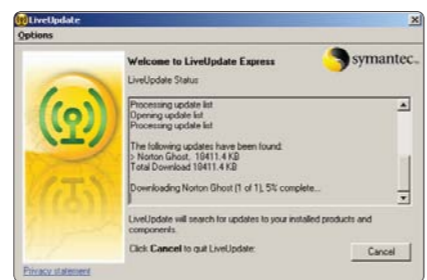 LiveUpdate
Options
Welcome to LiveUpdate Express
symantec.
LiveUpdate Status:
Processing update list
Opening update list
Processing update list
The following updates have been found:
> Norton Ghost, 18411.4 KB
Total Download 18411.4 KB
Downloading Norton Ghost (1 of 1), 5% complete...
LiveUpdate will search for updates to your installed products and
components.
Click Cancel to quit LiveUpdate:
Cancel
Privacy statement